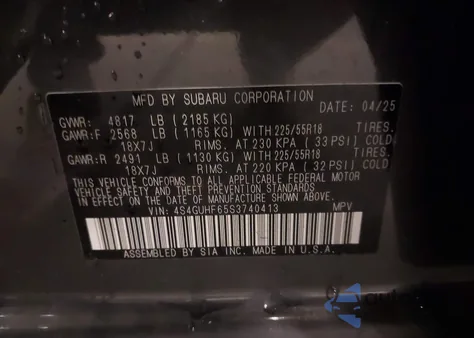 MFD BY SUBARU CORPORATION
DATE: 04/25
GVWR: 4817 LB (2185 KG)
GAWR:F 2568 LB (1165 KG) WITH 225/55R18 TIRES.
18X7J RIMS. AT 230 KPA (33 PSI) COLD
GAWR:R 2491 LB (1130 KG) WITH 225/55R18 TIRES.
18X7J RIMS. AT 220 KPA (32 PSI) COLD
THIS VEHICLE CONFORMS TO ALL APPLICABLE FEDERAL MOTOR
VEHICLE SAFETY AND THEFT PREVENTION STANDARDS
IN EFFECT ON THE DATE OF MANUFACTURE SHOWN ABOVE.
VIN: 4S4GUHF65S3740413 MPV
ASSEMBLED BY SIA INC. MADE IN U.S.A.